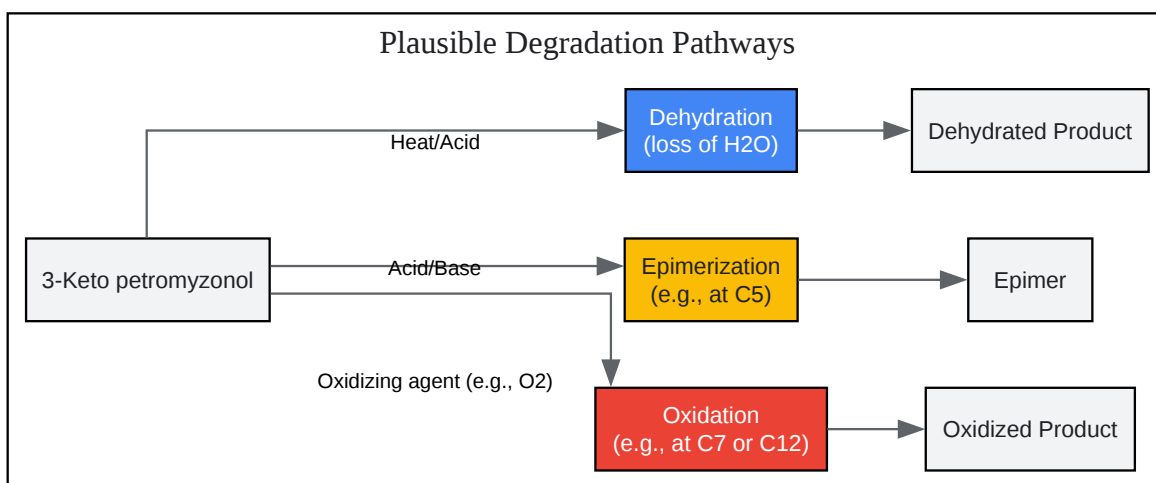 Plausible Degradation Pathways
Dehydration
(loss of H2O)
Dehydrated Product
Heat/Acid
3-Keto petromyzonol
Acid/Base
Epimerization
(e.g., at C5)
Epimer
Oxidizing agent (e.g., O2)
Oxidation
(e.g., at C7 or C12)
Oxidized Product